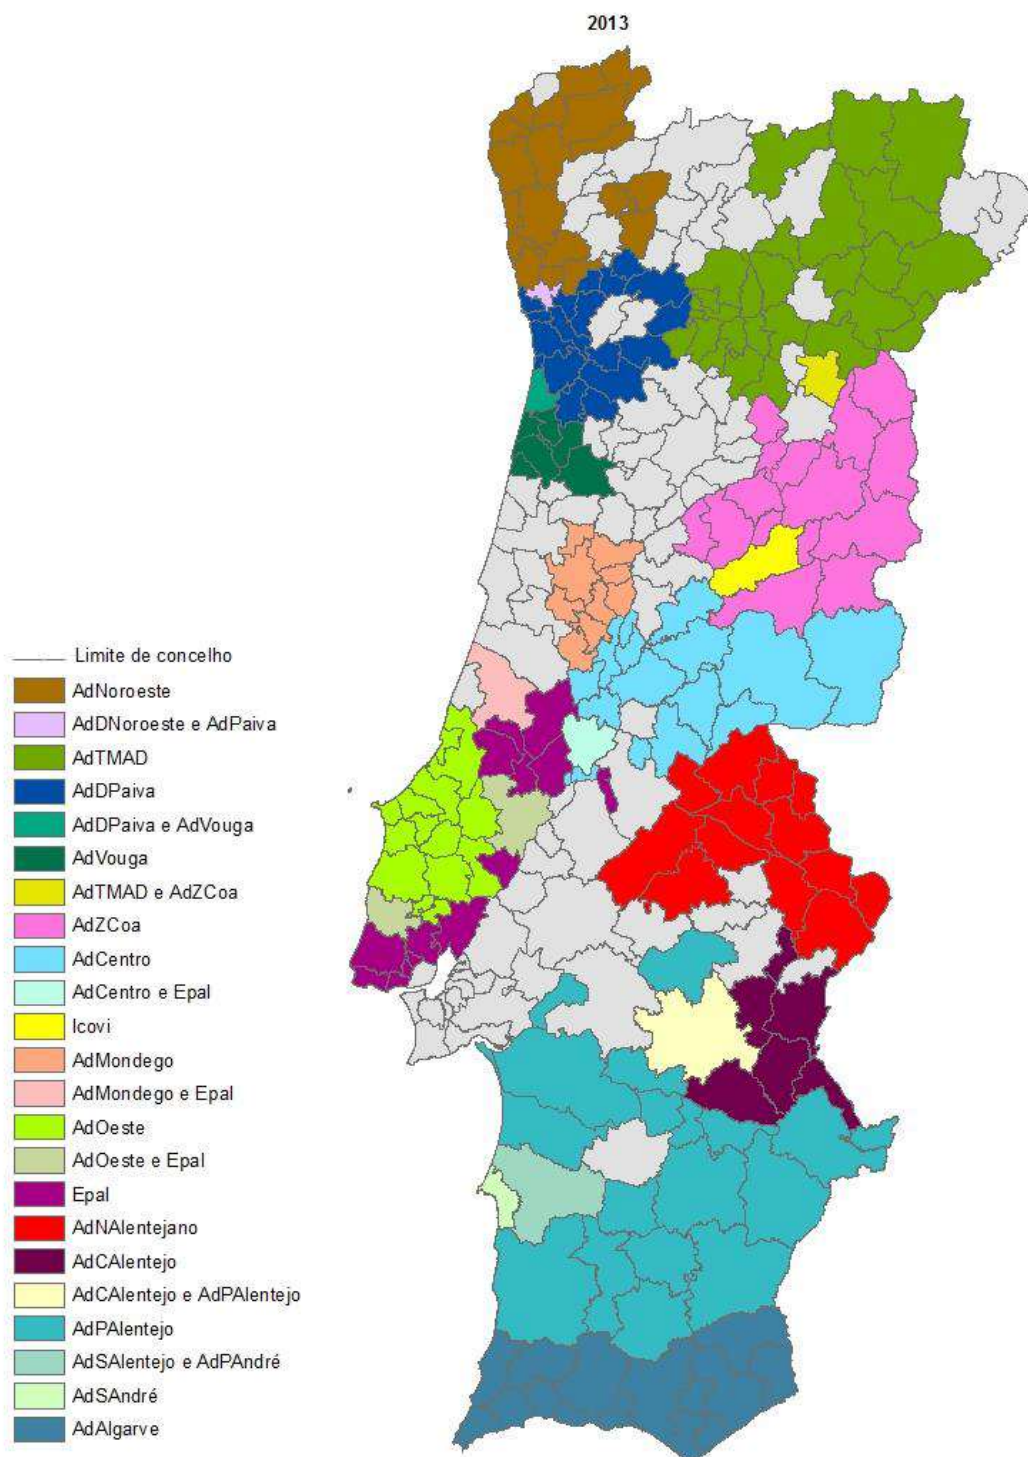 2013
Limite de concelho
AdNoroeste
AdDNoroeste e AdPaiva
AdTMAD
AdDPaiva
AdDPaiva e AdVouga
AdVouga
AdTMAD e AdZCoa
AdZCoa
AdCentro
AdCentro e Epal
Icovi
AdMondego
AdMondego e Epal
AdOeste
AdOeste e Epal
Epal
AdNAlentejano
AdCAlentejo
AdCAlentejo e AdPAlentejo
AdPAlentejo
AdSAlentejo e AdPAndré
AdSAndré
AdAlgarve